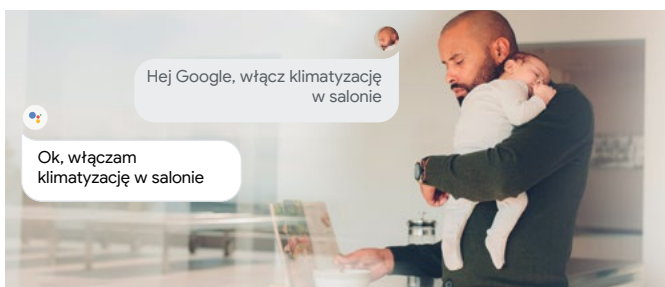 Hej Google, włącz klimatyzację
w salonie
Ok, włączam
klimatyzację w salonie